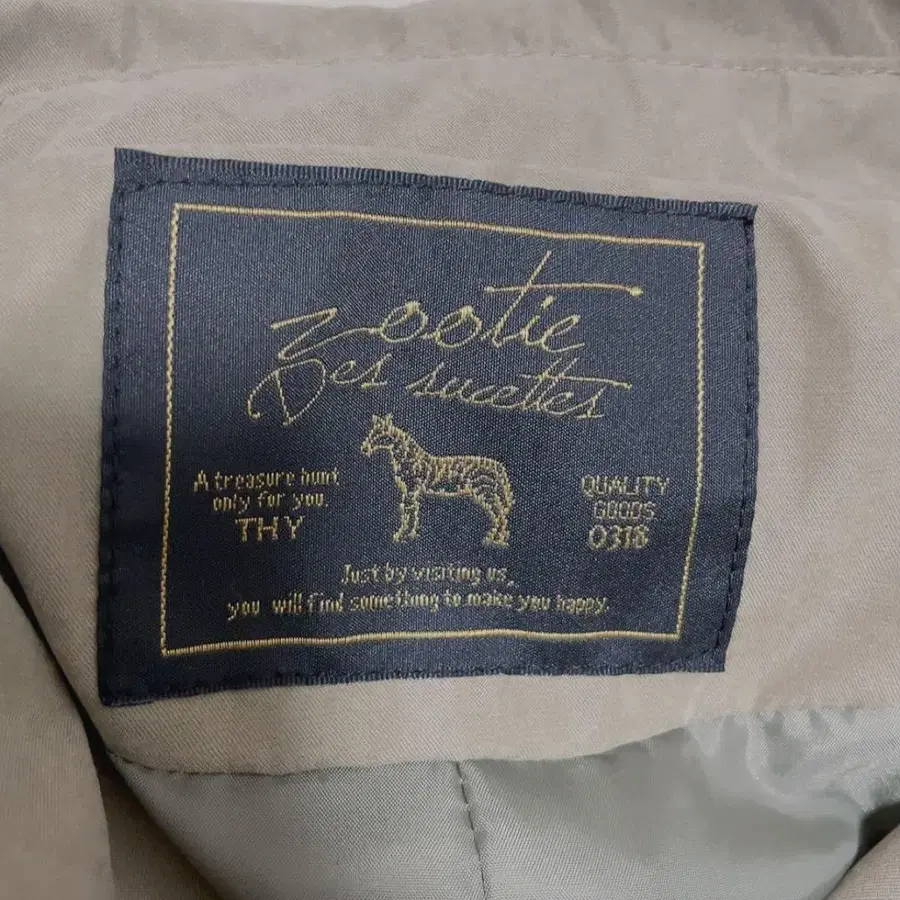 Zootie
Des sucettes
A treasure hunt
only for you.
THY
QUALITY
GOODS
0318
Just by visiting us,
you will find something to make you happy.